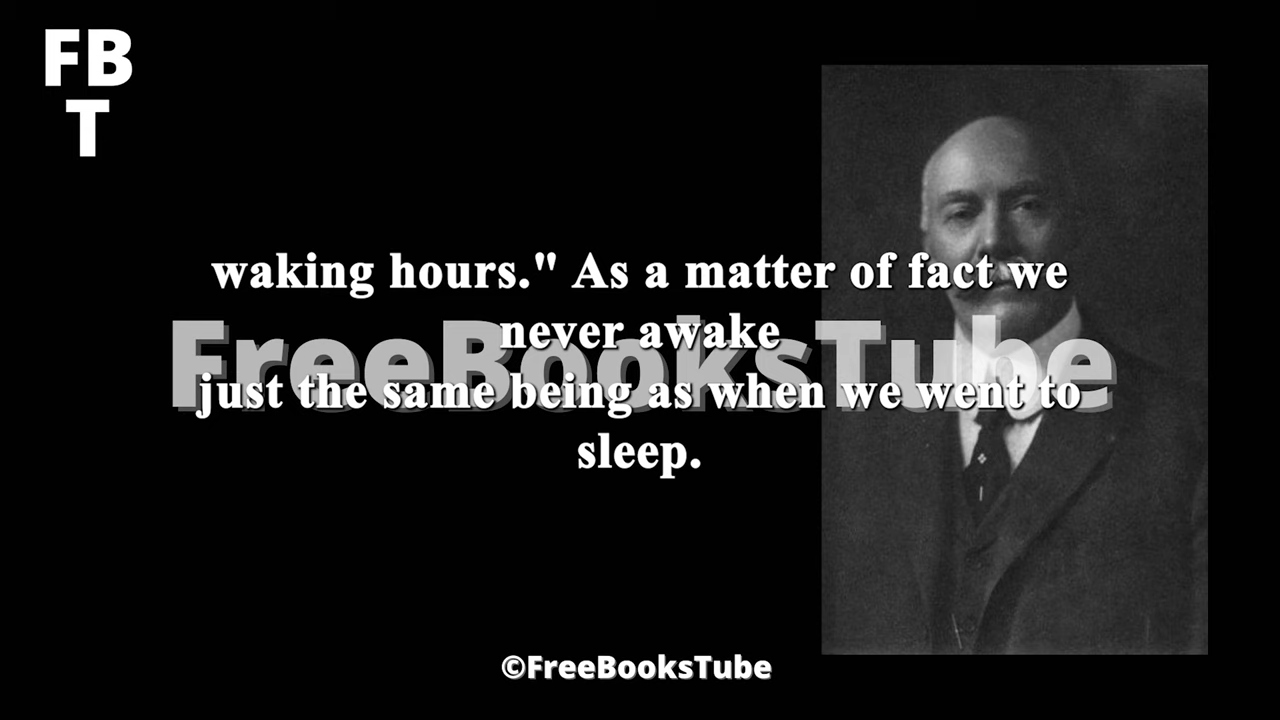 FB
T
waking hours." As a matter of fact we
never awake
FreeBooksTube
just the same being as when we went to
sleep.
©FreeBooksTube